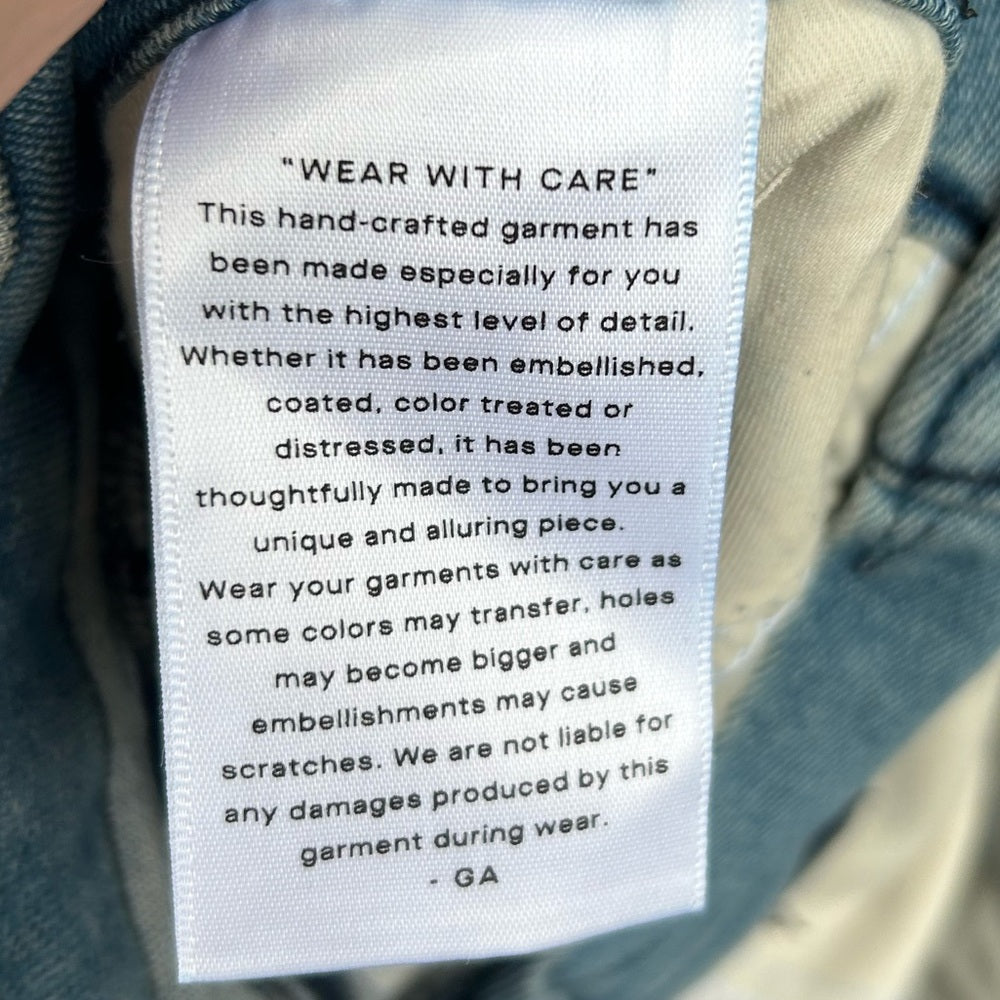 "WEAR WITH CARE"
This hand-crafted garment has
been made especially for you
with the highest level of detail.
Whether it has been embellished,
coated, color treated or
distressed, it has been
thoughtfully made to bring you a
unique and alluring piece.
Wear your garments with care as
some colors may transfer, holes
may become bigger and
embellishments may cause
scratches. We are not liable for
any damages produced by this
garment during wear.
- GA